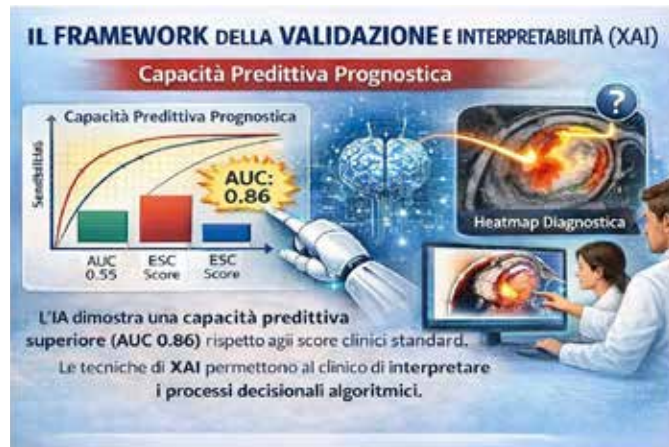 IL FRAMEWORK DELLA VALIDAZIONE E INTERPRETABILITÀ (XAI)
Capacità Predittiva Prognostica
Capacità Predittiva Prognostica
AUC:
0.86
?
Heatmap Diagnostica
AUC
0.55
ESC
Score
ESC
Score
L'IA dimostra una capacità predittiva
superiore (AUC 0.86) rispetto agii score clinici standard.
Le tecniche di XAI permettono al clinico di interpretare
i processi decisionali algoritmici.